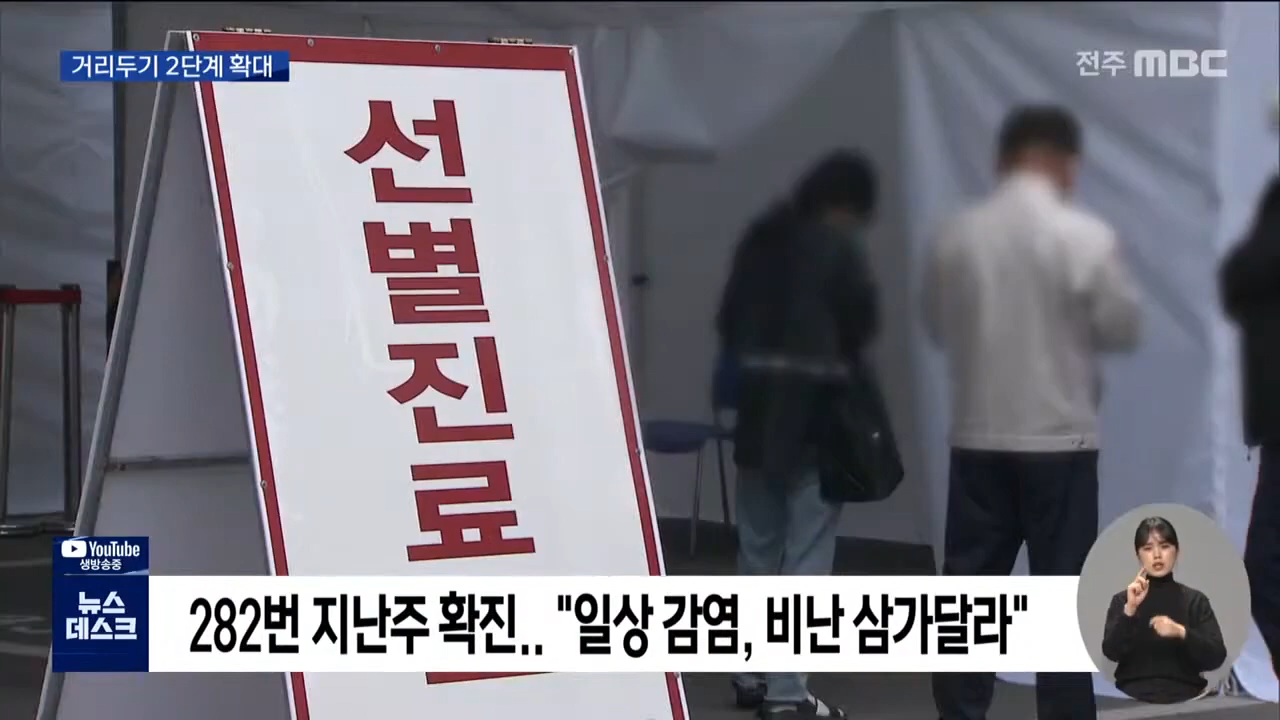 거리두기 2단계 확대
전주 MBC
선별진료
YouTube
생방송중
뉴스
데스크
282번 지난주 확진.. "일상 감염, 비난 삼가달라"